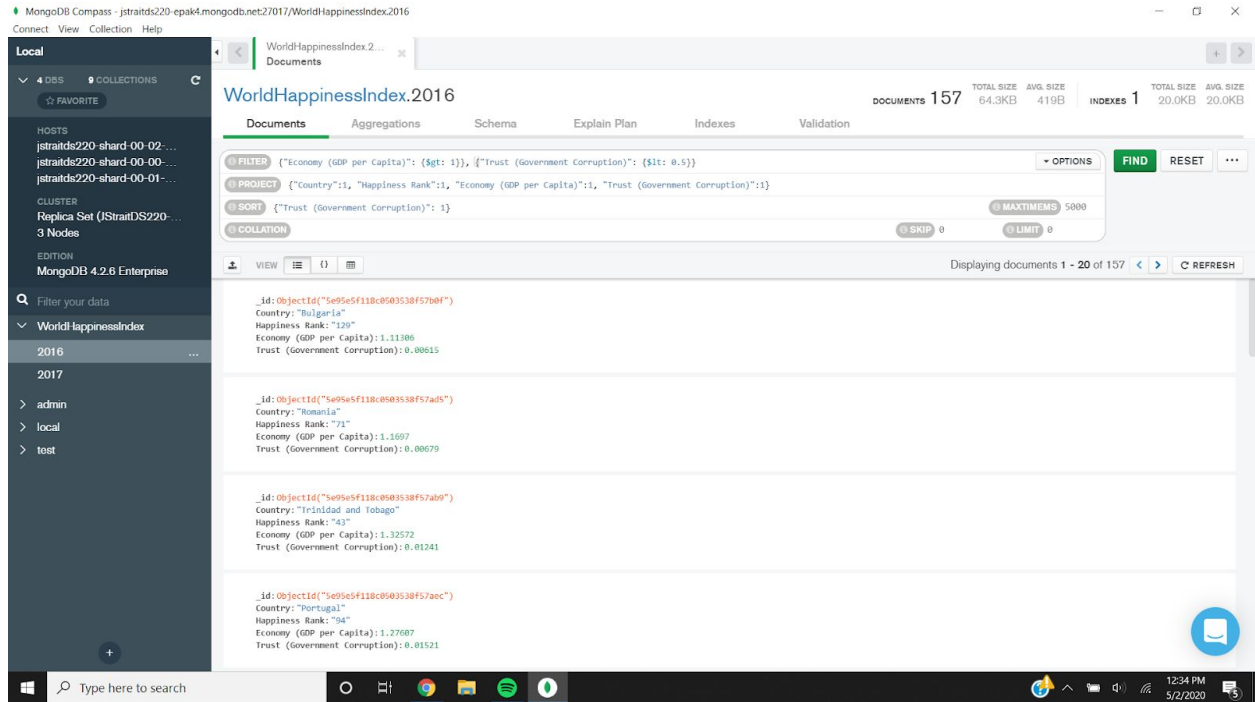 MongoDB Compass - jstraitds220-epak4.mongodb.net:27017/WorldHappinessIndex.2016
Connect View Collection Help
Local
WorldHappinessIndex.2...
Documents
4 DBS 9 COLLECTIONS
FAVORITE
HOSTS
jstraitds220-shard-00-02-...
jstraitds220-shard-00-00-...
jstraitds220-shard-00-01-...
CLUSTER
Replica Set (JStraitDS220-...
3 Nodes
EDITION
MongoDB 4.2.6 Enterprise
Filter your data
WorldHappinessIndex
2016 ...
2017
admin
local
test
WorldHappinessIndex.2016
DOCUMENTS 157 TOTAL SIZE 64.3KB AVG. SIZE 419B INDEXES 1 TOTAL SIZE 20.0KB AVG. SIZE 20.0KB
Documents Aggregations Schema Explain Plan Indexes Validation
FILTER {"Economy (GDP per Capita)": {$gt: 1}}, {"Trust (Government Corruption)": {$lt: 0.5}} OPTIONS FIND RESET ...
PROJECT {"Country":1, "Happiness Rank":1, "Economy (GDP per Capita)":1, "Trust (Government Corruption)":1}
SORT {"Trust (Government Corruption)": 1} MAXTIMEMS 5000
COLLATION SKIP 0 LIMIT 0
VIEW {} Displaying documents 1 - 20 of 157 < > REFRESH
_id:ObjectId("5e95e5f118c0503538f57b0f")
Country:"Bulgaria"
Happiness Rank:"129"
Economy (GDP per Capita):1.11306
Trust (Government Corruption):0.00615
_id:ObjectId("5e95e5f118c0503538f57ad5")
Country:"Romania"
Happiness Rank:"71"
Economy (GDP per Capita):1.1697
Trust (Government Corruption):0.00679
_id:ObjectId("5e95e5f118c0503538f57ab9")
Country:"Trinidad and Tobago"
Happiness Rank:"43"
Economy (GDP per Capita):1.32572
Trust (Government Corruption):0.01241
_id:ObjectId("5e95e5f118c0503538f57aec")
Country:"Portugal"
Happiness Rank:"94"
Economy (GDP per Capita):1.27607
Trust (Government Corruption):0.01521
Type here to search
12:34 PM
5/2/2020
5